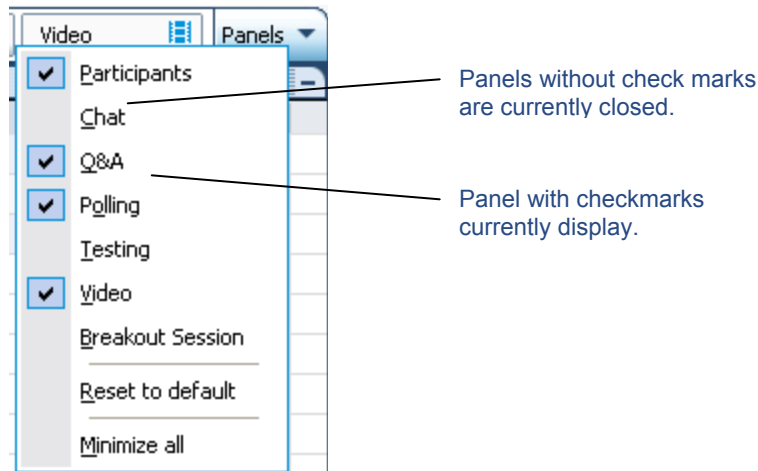 Video
Panels
Participants
Chat
Q&A
Polling
Testing
Video
Breakout Session
Reset to default
Minimize all
Panels without check marks
are currently closed.
Panel with checkmarks
currently display.